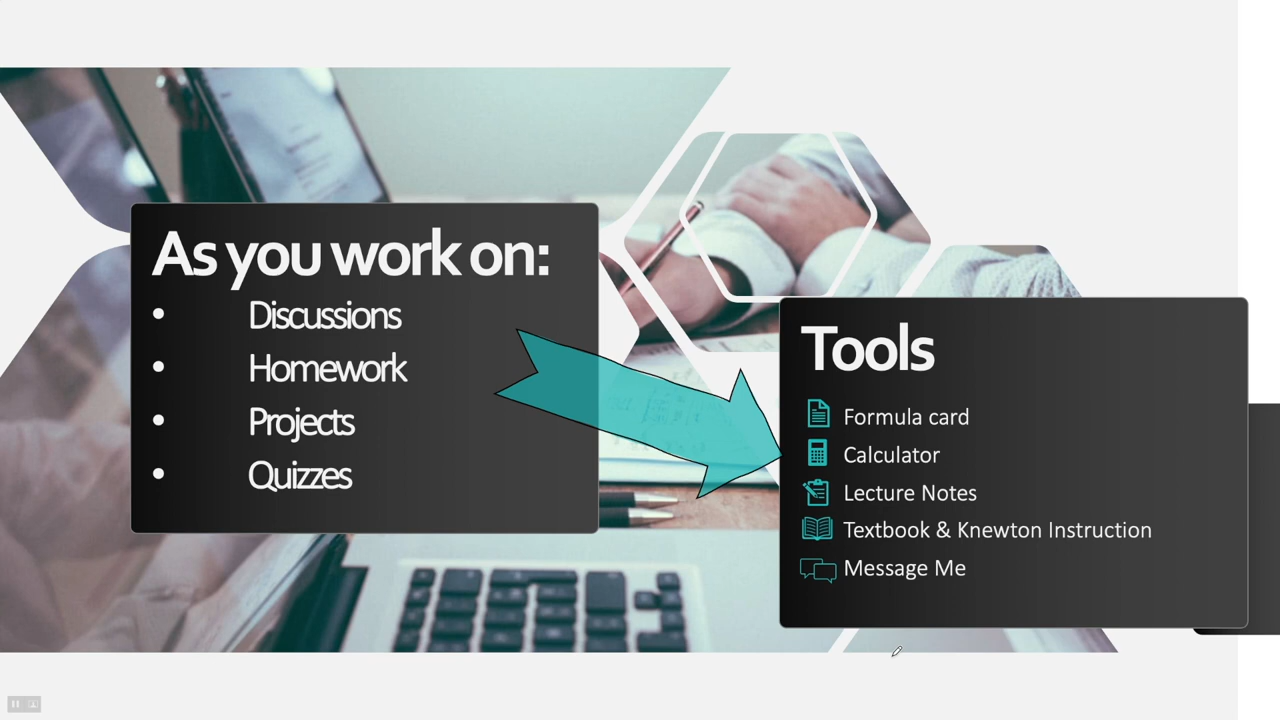 As you work on:
• Discussions
• Homework
• Projects
• Quizzes
Tools
Formula card
Calculator
Lecture Notes
Textbook & Knewton Instruction
Message Me